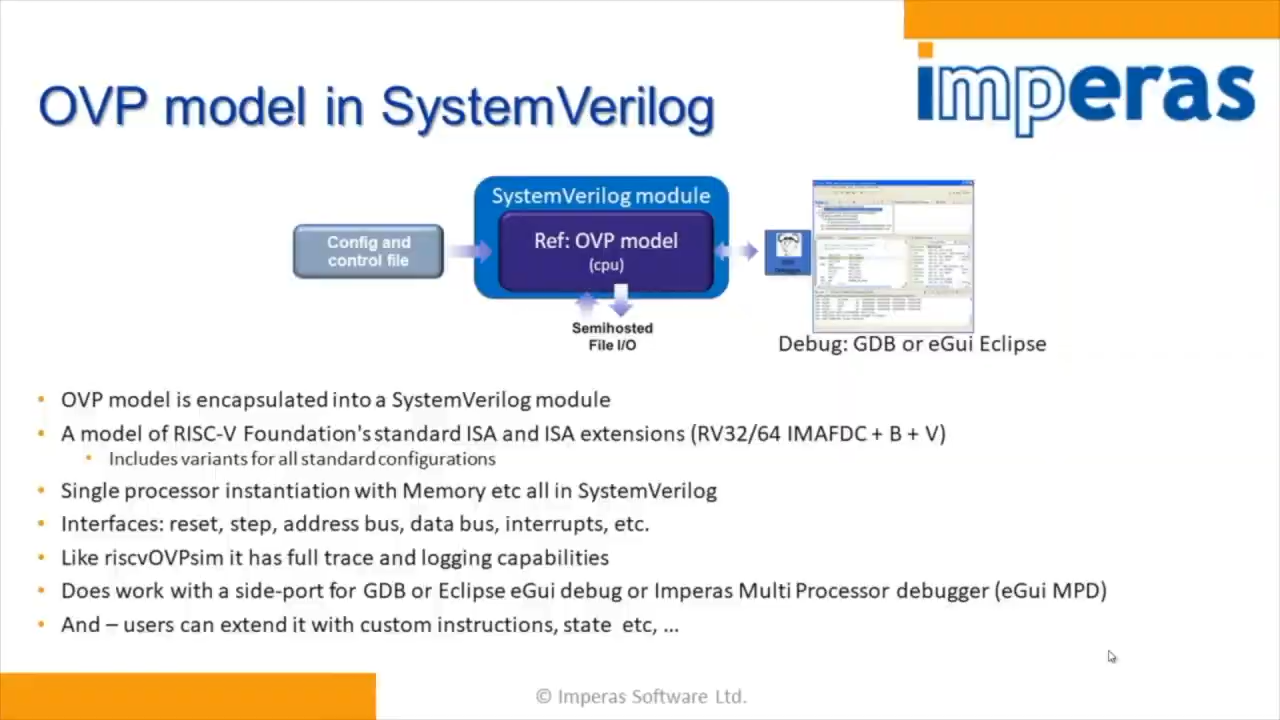 imperas
OVP model in SystemVerilog
SystemVerilog module
Config and
control file
Ref: OVP model
(cpu)
Semihosted
File I/O
Debug: GDB or eGui Eclipse
• OVP model is encapsulated into a SystemVerilog module
• A model of RISC-V Foundation's standard ISA and ISA extensions (RV32/64 IMAFDC + B + V)
• Includes variants for all standard configurations
• Single processor instantiation with Memory etc all in SystemVerilog
• Interfaces: reset, step, address bus, data bus, interrupts, etc.
• Like riscvOVPsim it has full trace and logging capabilities
• Does work with a side-port for GDB or Eclipse eGui debug or Imperas Multi Processor debugger (eGui MPD)
• And – users can extend it with custom instructions, state etc, ...
© Imperas Software Ltd.